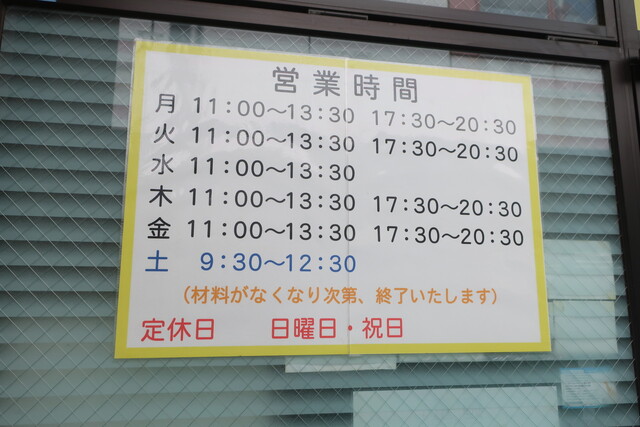 営業時間
月 11:00～13:30 17:30～20:30
火 11:00～13:30 17:30～20:30
水 11:00～13:30
木 11:00～13:30 17:30～20:30
金 11:00～13:30 17:30～20:30
土 9:30～12:30
（材料がなくなり次第、終了いたします）
定休日 日曜日・祝日